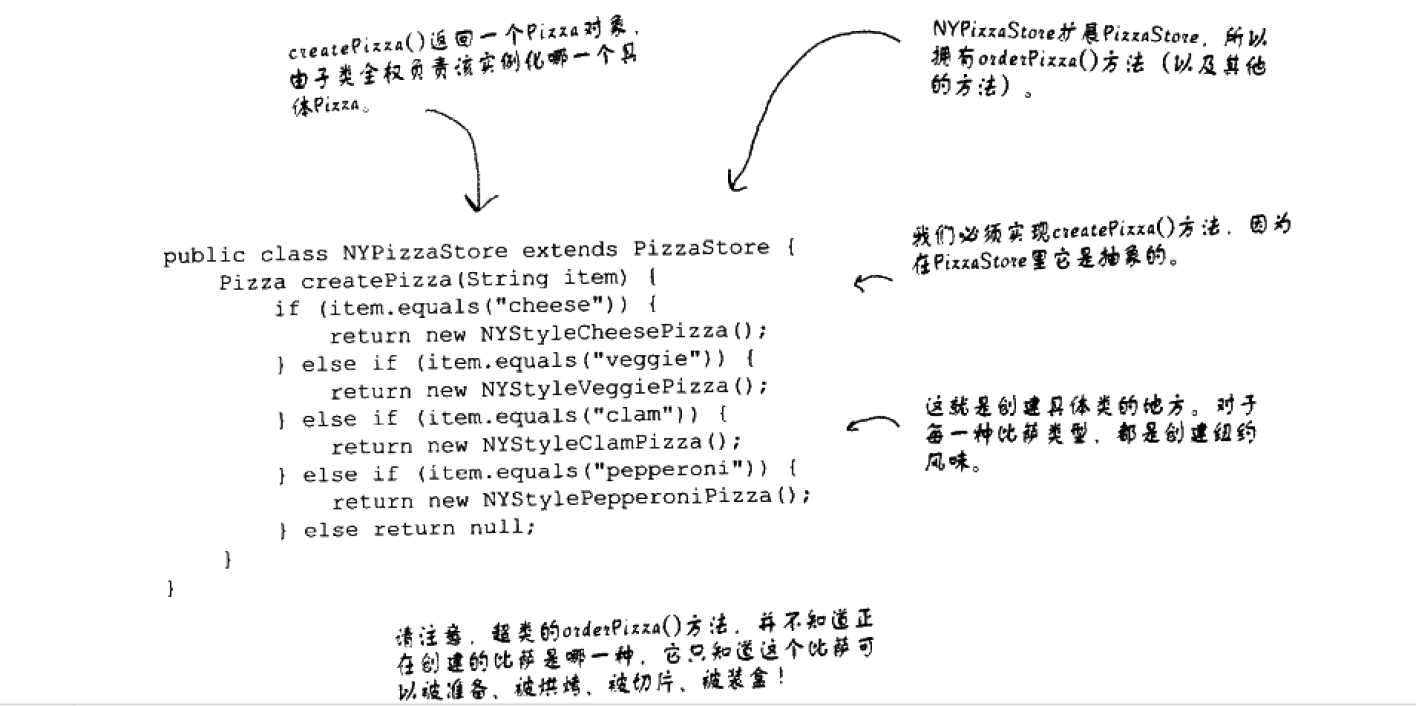 createPizza()返回一个Pizza对象，
由子类全权负责该实例化哪一个具
体Pizza。
NYPizzaStore扩展PizzaStore，所以
拥有orderPizza()方法（以及其他
的方法）。
public class NYPizzaStore extends PizzaStore {
Pizza createPizza(String item) {
我们必须实现createPizza()方法，因为
在PizzaStore里它是抽象的。
if (item.equals("cheese")) {
return new NYStyleCheesePizza();
} else if (item.equals("veggie")) {
return new NYStyleVeggiePizza();
} else if (item.equals("clam")) {
return new NYStyleClamPizza();
} else if (item.equals("pepperoni")) {
return new NYStylePepperoniPizza();
} else return null;
}
}
这就是创建具体类的地方。对于
每一种比萨类型，都是创建纽约
风味。
请注意，超类的orderPizza()方法，并不知道正
在创建的比萨是哪一种，它只知道这个比萨可
以被准备、被烘烤、被切片、被装盒！